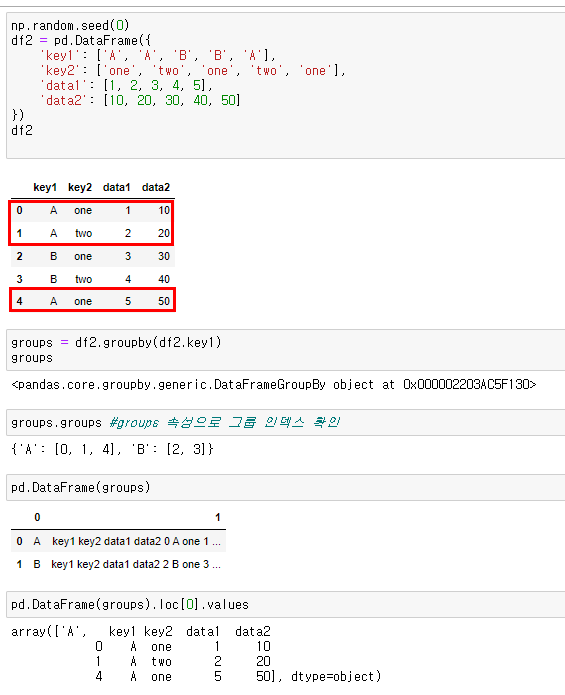 np.random.seed(0)
df2 = pd.DataFrame({
    'key1': ['A', 'A', 'B', 'B', 'A'],
    'key2': ['one', 'two', 'one', 'two', 'one'],
    'data1': [1, 2, 3, 4, 5],
    'data2': [10, 20, 30, 40, 50]
})
df2
key1 key2 data1 data2
0 A one 1 10
1 A two 2 20
2 B one 3 30
3 B two 4 40
4 A one 5 50
groups = df2.groupby(df2.key1)
groups
<pandas.core.groupby.generic.DataFrameGroupBy object at 0x000002203AC5F130>
groups.groups #groups 속성으로 그룹 인덱스 확인
{'A': [0, 1, 4], 'B': [2, 3]}
pd.DataFrame(groups)
0 1
0 A key1 key2 data1 data2 0 A one 1 ...
1 B key1 key2 data1 data2 2 B one 3 ...
pd.DataFrame(groups).loc[0].values
array(['A',   key1 key2  data1  data2
0    A  one      1     10
1    A  two      2     20
4    A  one      5     50], dtype=object)